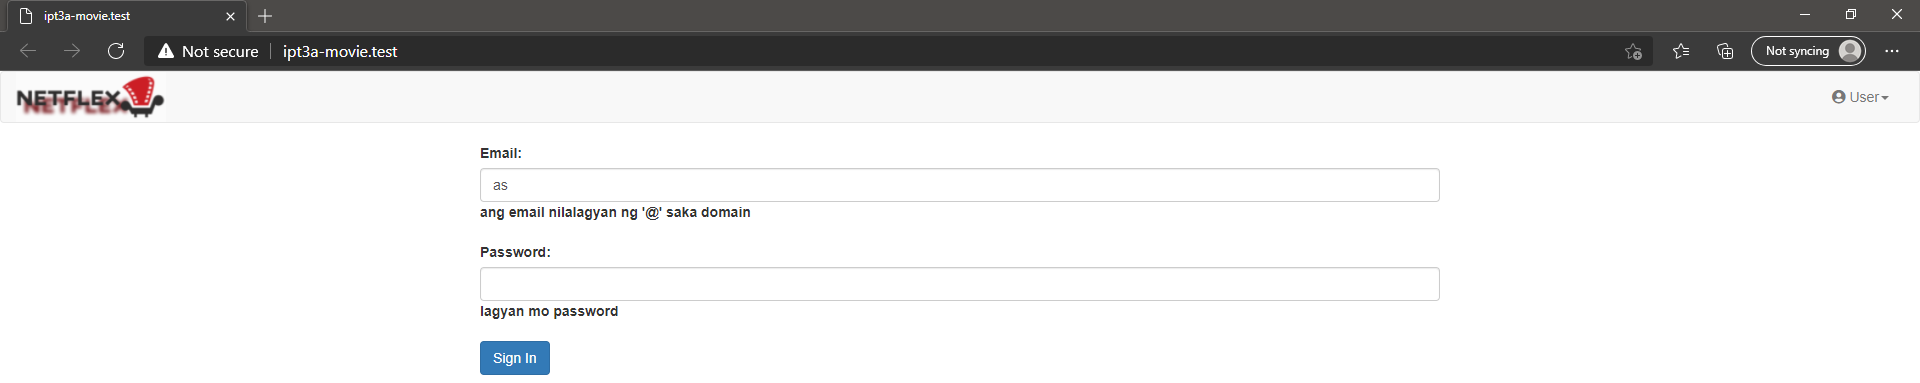 ipt3a-movie.test
Not secure ipt3a-movie.test Not syncing
NETFLEX User
Email:
as
ang email nilalagyan ng '@' saka domain
Password:
lagyan mo password
Sign In